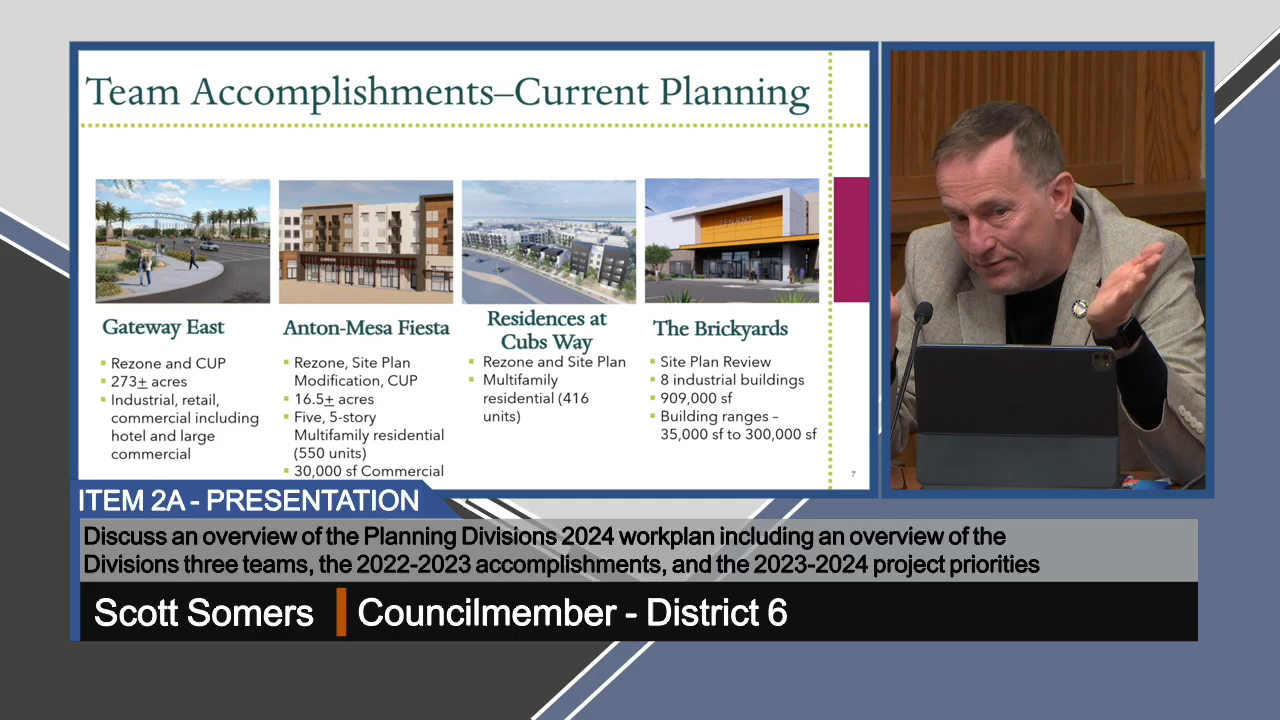 Team Accomplishments–Current Planning
TENANT
Gateway East
Rezone and CUP
273± acres
Industrial, retail,
commercial including
hotel and large
commercial
Anton-Mesa Fiesta
Rezone, Site Plan
Modification, CUP
16.5± acres
Five, 5-story
Multifamily residential
(550 units)
30,000 sf Commercial
Residences at
Cubs Way
Rezone and Site Plan
Multifamily
residential (416
units)
The Brickyards
Site Plan Review
8 industrial buildings
909,000 sf
Building ranges –
35,000 sf to 300,000 sf
7
ITEM 2A - PRESENTATION
Discuss an overview of the Planning Divisions 2024 workplan including an overview of the
Divisions three teams, the 2022-2023 accomplishments, and the 2023-2024 project priorities
Scott Somers
Councilmember - District 6